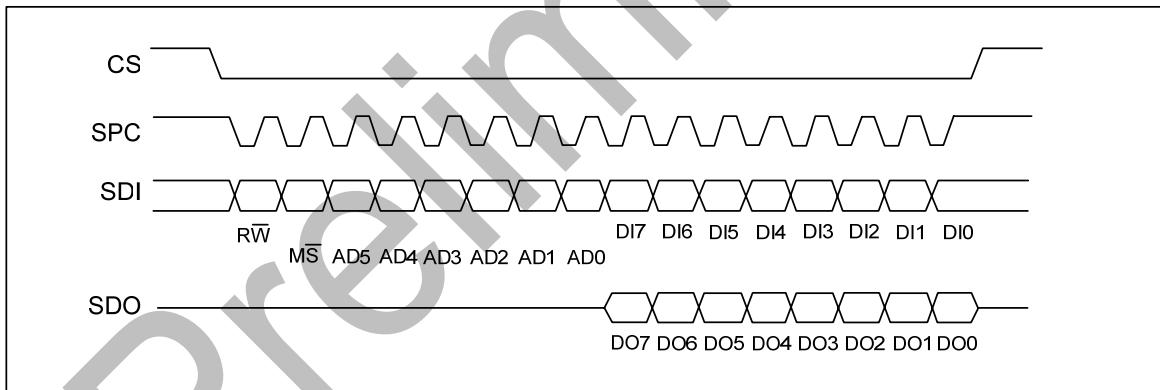 CS
SPC
SDI
RW̅
DI7 DI6 DI5 DI4 DI3 DI2 DI1 DI0
MS̅ AD5 AD4 AD3 AD2 AD1 AD0
SDO
DO7 DO6 DO5 DO4 DO3 DO2 DO1 DO0
Prelim